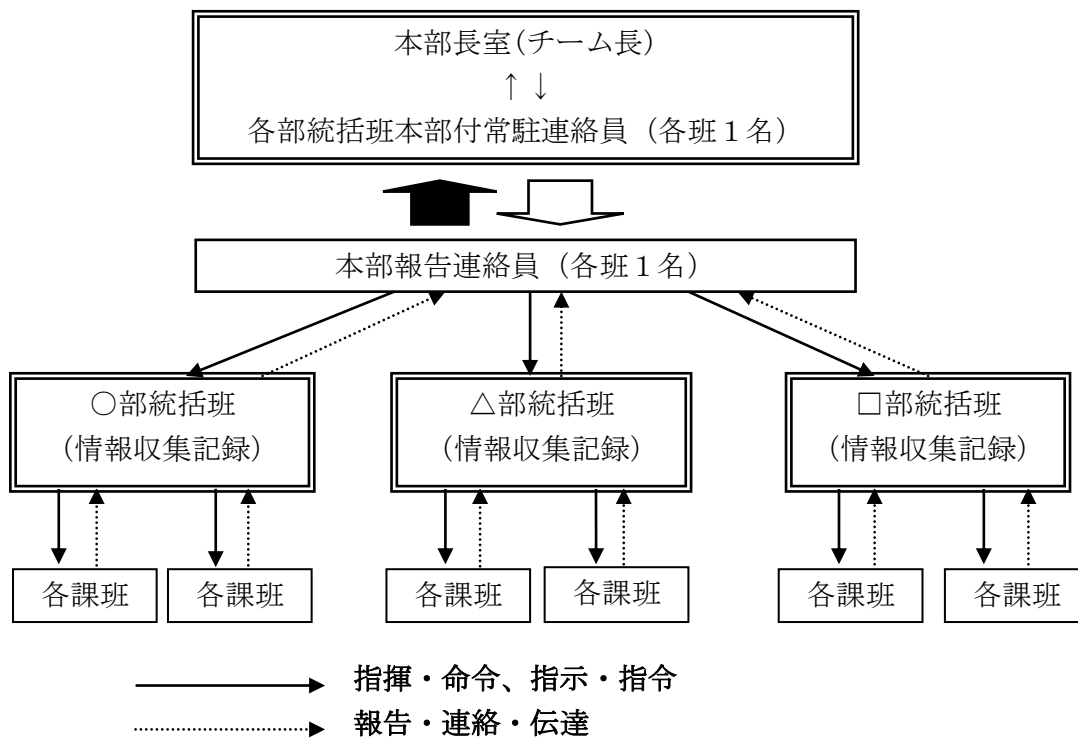 本部長室(チーム長)
↑↓
各部統括班本部付常駐連絡員(各班1名)
本部報告連絡員(各班1名)
○部統括班
(情報収集記録)
△部統括班
(情報収集記録)
□部統括班
(情報収集記録)
各課班
各課班
各課班
各課班
各課班
各課班
指揮・命令、指示・指令
報告・連絡・伝達